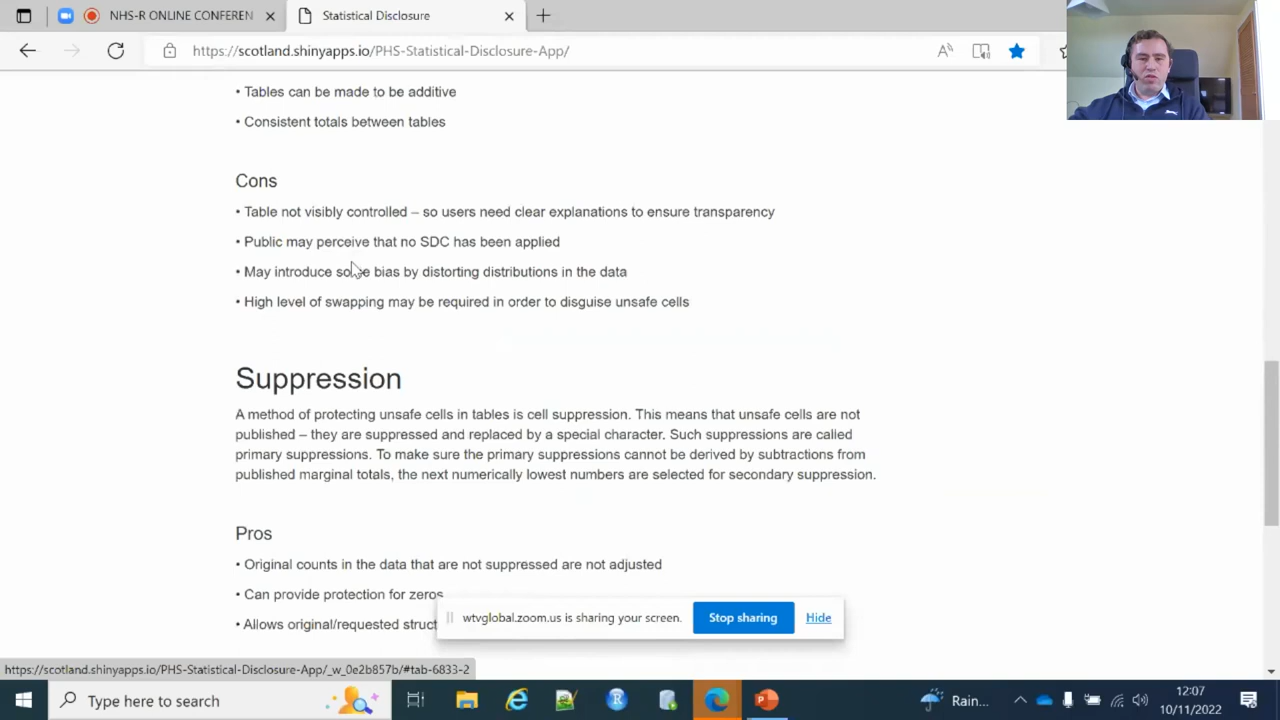 NHS-R ONLINE CONFEREN
Statistical Disclosure
https://scotland.shinyapps.io/PHS-Statistical-Disclosure-App/
• Tables can be made to be additive
• Consistent totals between tables
Cons
• Table not visibly controlled – so users need clear explanations to ensure transparency
• Public may perceive that no SDC has been applied
• May introduce some bias by distorting distributions in the data
• High level of swapping may be required in order to disguise unsafe cells
Suppression
A method of protecting unsafe cells in tables is cell suppression. This means that unsafe cells are not
published – they are suppressed and replaced by a special character. Such suppressions are called
primary suppressions. To make sure the primary suppressions cannot be derived by subtractions from
published marginal totals, the next numerically lowest numbers are selected for secondary suppression.
Pros
• Original counts in the data that are not suppressed are not adjusted
• Can provide protection for zeros
• Allows original/requested struct
wtvglobal.zoom.us is sharing your screen.
Stop sharing
Hide
https://scotland.shinyapps.io/PHS-Statistical-Disclosure-App/_w_0e2b857b/#tab-6833-2
Type here to search
Rain...
12:07
10/11/2022